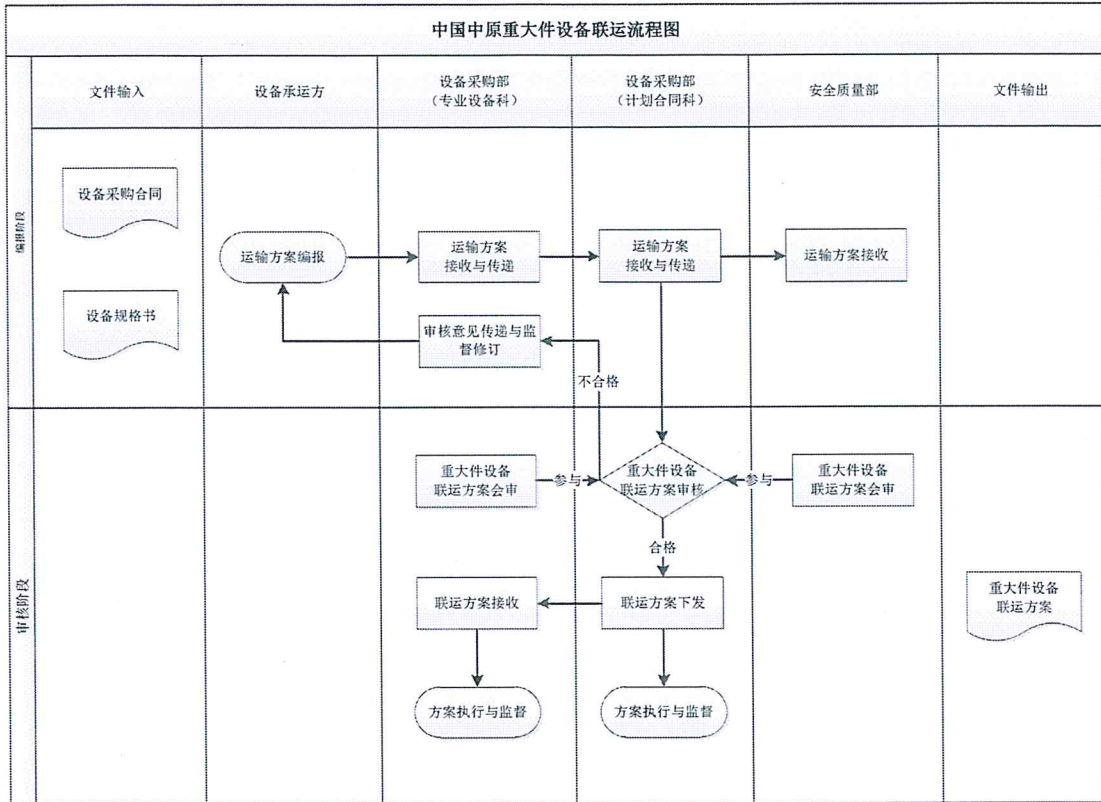 中国中原重大件设备联运流程图
文件输入
设备承运方
设备采购部
（专业设备科）
设备采购部
（计划合同科）
安全质量部
文件输出
编报阶段
设备采购合同
设备规格书
运输方案编报
运输方案
接收与传递
运输方案
接收与传递
运输方案接收
审核意见传递与监
督修订
不合格
审核阶段
重大件设备
联运方案会审
参与
重大件设备
联运方案审核
参与
重大件设备
联运方案会审
合格
联运方案接收
联运方案下发
重大件设备
联运方案
方案执行与监督
方案执行与监督